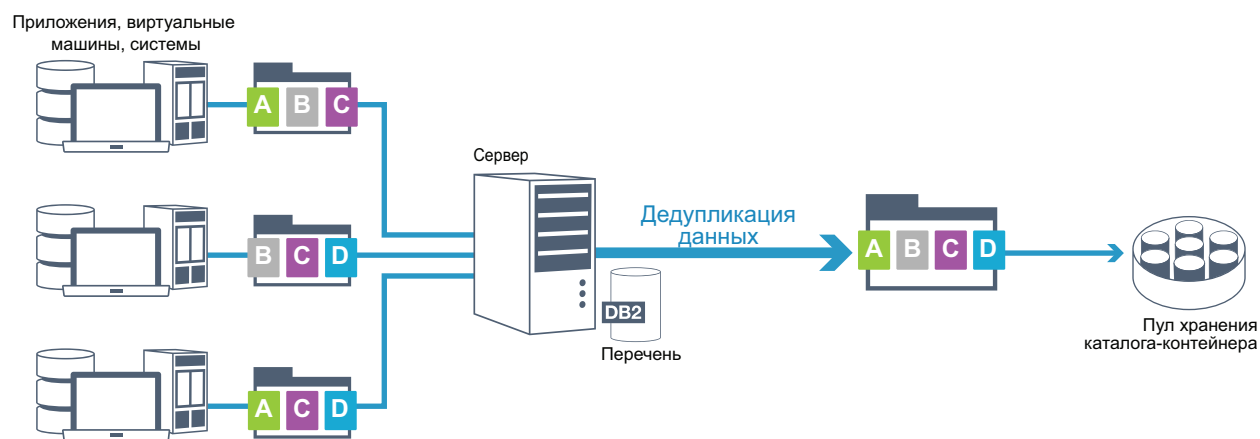 Приложения, виртуальные
машины, системы
A B C
Сервер
B C D
Дедупликация
данных
A B C D
DB2
Перечень
Пул хранения
каталога-контейнера
A C D